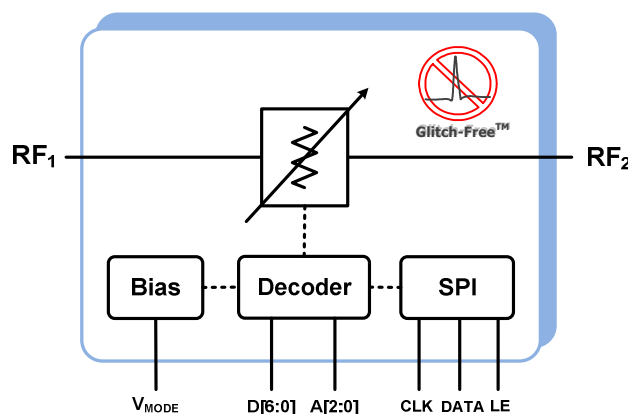 Glitch-Free™
RF₁
RF₂
Bias
Decoder
SPI
VMODE
D[6:0]
A[2:0]
CLK
DATA
LE